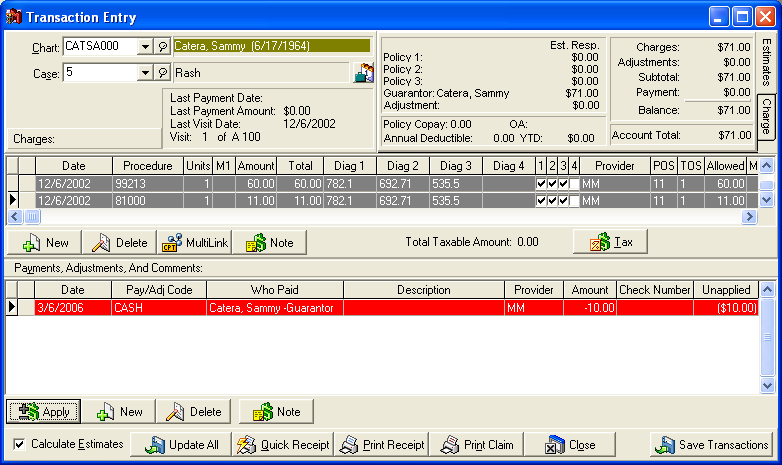 Transaction Entry
Chart: CATSA000 Catera, Sammy (6/17/1964)
Case: 5 Rash
Last Payment Date:
Last Payment Amount: $0.00
Last Visit Date: 12/6/2002
Visit: 1 of A 100
Charges:
Est. Resp.
Policy 1: $0.00
Policy 2: $0.00
Policy 3: $0.00
Guarantor: Catera, Sammy $71.00
Adjustment: $0.00
Policy Copay: 0.00 OA:
Annual Deductible: 0.00 YTD: $0.00
Charges: $71.00
Adjustments: $0.00
Subtotal: $71.00
Payment: $0.00
Balance: $71.00
Account Total: $71.00
Estimates
Charge
Date Procedure Units M1 Amount Total Diag 1 Diag 2 Diag 3 Diag 4 1 2 3 4 Provider POS TOS Allowed M
12/6/2002 99213 1 60.00 60.00 782.1 692.71 535.5 MM 11 1 60.00
12/6/2002 81000 1 11.00 11.00 782.1 692.71 535.5 MM 11 1 11.00
New Delete MultiLink Note Total Taxable Amount: 0.00 Tax
Payments, Adjustments, And Comments:
Date Pay/Adj Code Who Paid Description Provider Amount Check Number Unapplied
3/6/2006 CASH Catera, Sammy -Guarantor MM -10.00 ($10.00)
Apply New Delete Note
Calculate Estimates Update All Quick Receipt Print Receipt Print Claim Close Save Transactions